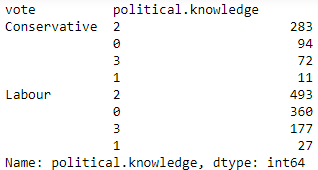 vote political.knowledge
Conservative 2 283
0 94
3 72
1 11
Labour 2 493
0 360
3 177
1 27
Name: political.knowledge, dtype: int64